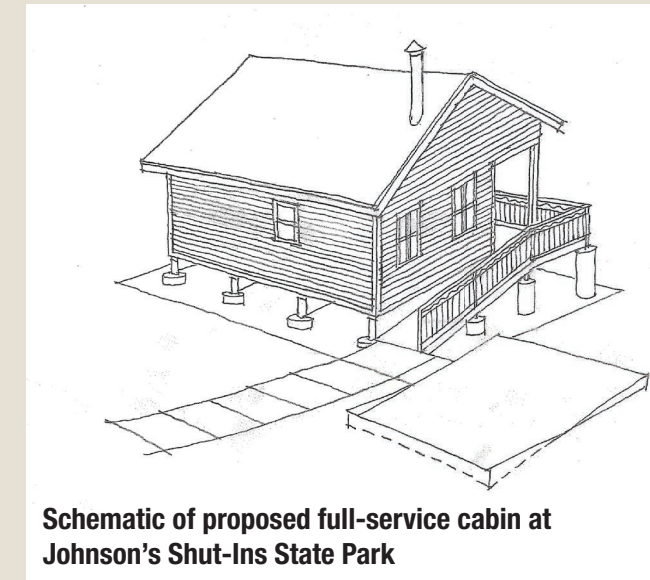 Schematic of proposed full-service cabin at
Johnson’s Shut-Ins State Park